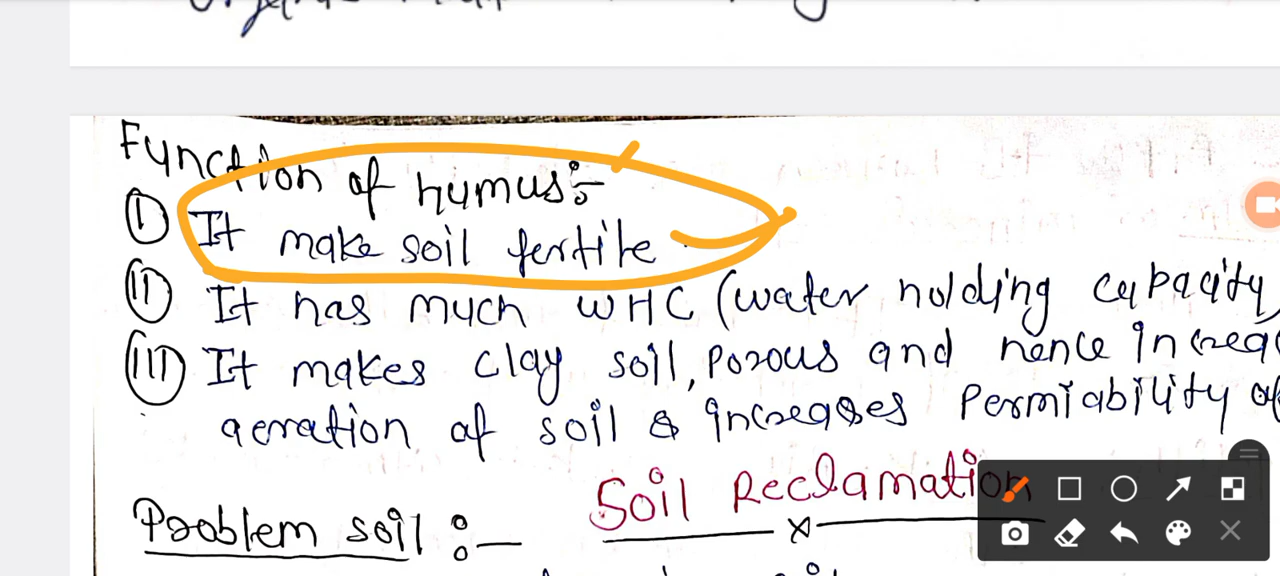 Function of humus:-
(I) It make soil fertile
(II) It has much WHC (water holding capacity
(III) It makes clay soil, porous and hence increa
aeration of soil & increases permiability of
Soil Reclamation
Problem soil :-